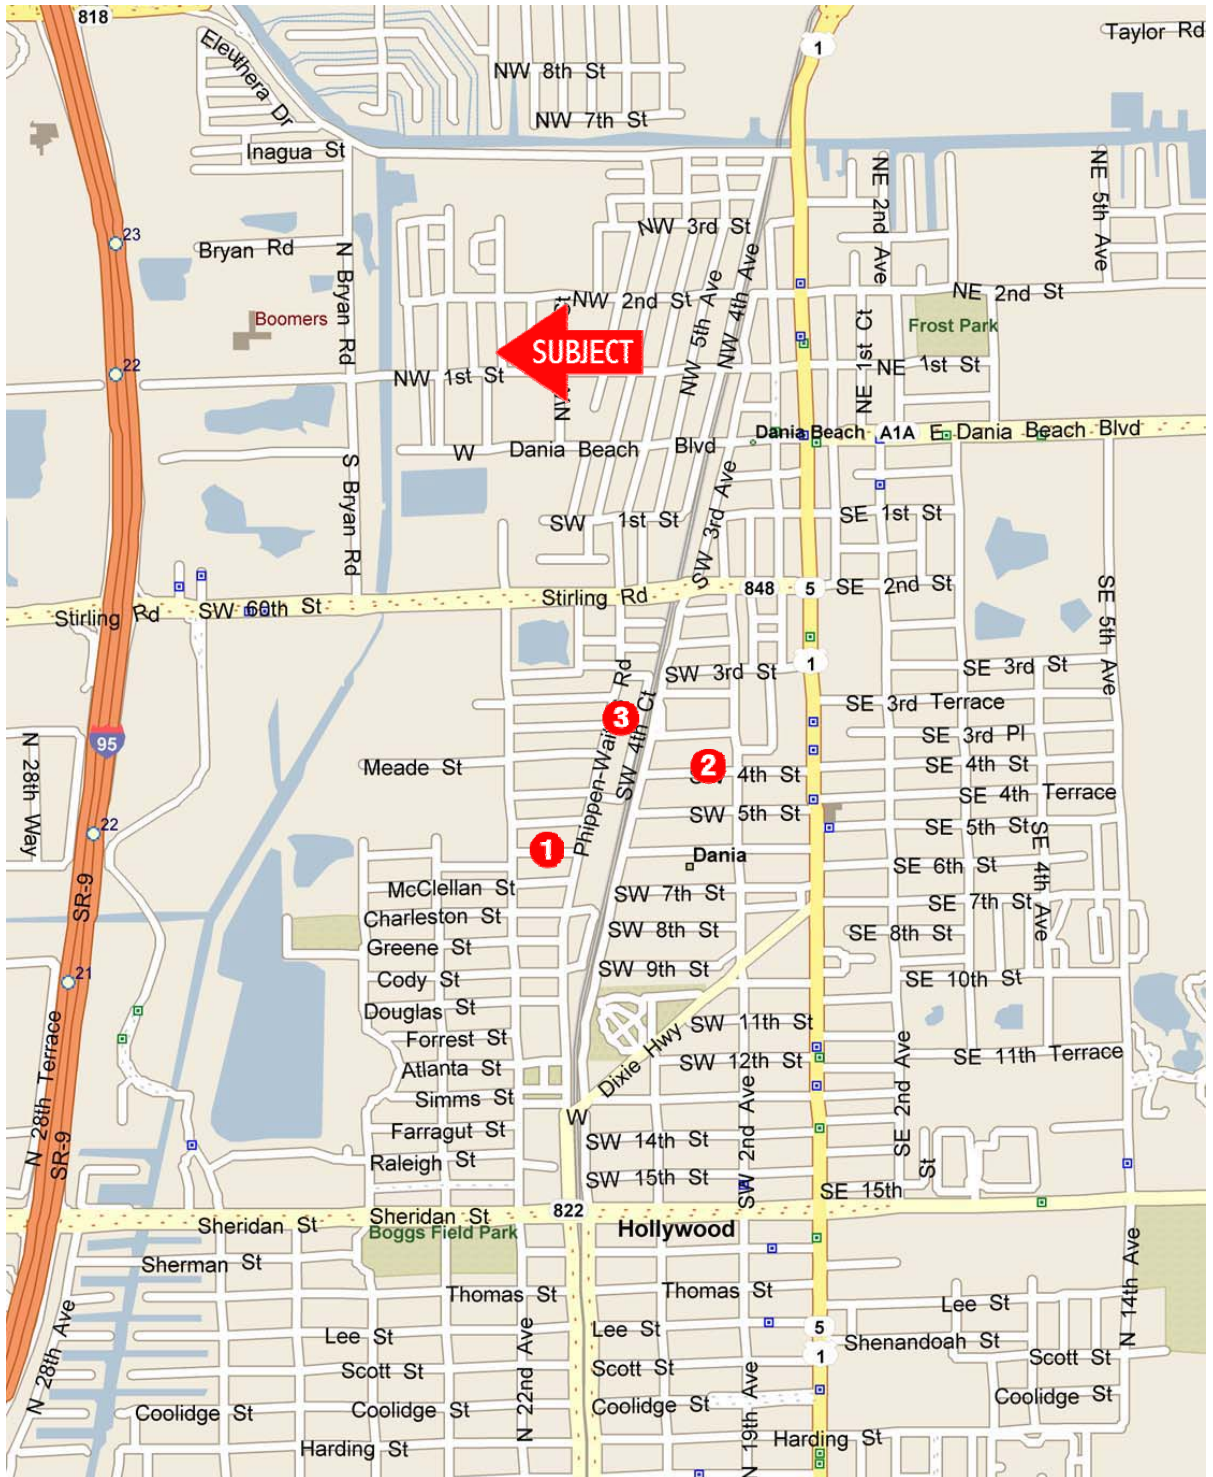 818
Taylor Rd
1
Eleuthera Dr
NW 8th St
NW 7th St
Inagua St
NE 2nd Ave
NE 5th Ave
NW 3rd St
23
Bryan Rd
N Bryan Rd
NW 5th Ave
NW 4th Ave
NW 2nd St
NE 2nd St
Boomers
Frost Park
NE 1st Ct
SUBJECT
22
NW 1st St
NE 1st St
Dania Beach
A1A
E Dania Beach Blvd
W Dania Beach Blvd
S Bryan Rd
SW 3rd Ave
SW 1st St
SE 1st St
848
5
SE 2nd St
SE 5th Ave
Stirling Rd
SW 60th St
Stirling Rd
1
SW 3rd St
SE 3rd St
SW 4th Ct
3
SE 3rd Terrace
95
N 28th Way
SE 3rd Pl
Meade St
2
SW 4th St
SE 4th St
SE 4th Terrace
SW 5th St
SE 5th St
SE 4th Ave
22
1
Dania
SE 6th St
SR-9
McClellan St
SW 7th St
SE 7th St
Charleston St
SW 8th St
SE 8th St
Greene St
SW 9th St
21
Cody St
SE 10th St
Douglas St
SW 11th St
N 28th Terrace
Forrest St
W Dixie Hwy
SE 2nd Ave
SE 11th Terrace
Atlanta St
SW 12th St
Simms St
SW 2nd Ave
Farragut St
SW 14th St
SR-9
Raleigh St
SW 15th St
SE 15th St
Sheridan St
Sheridan St
822
Hollywood
Boggs Field Park
Sherman St
N 14th Ave
Thomas St
Thomas St
N 28th Ave
Lee St
Lee St
Lee St
N 22nd Ave
5
Shenandoah St
1
Scott St
Scott St
Scott St
N 19th Ave
Coolidge St
Coolidge St
Coolidge St
Coolidge St
Harding St
Harding St